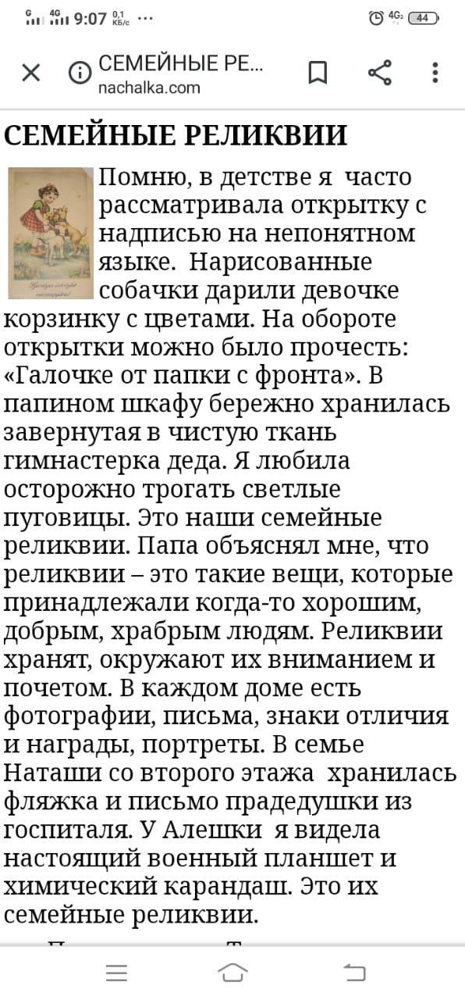 G 4G 9:07 0,1 КБ/с ... 4G2 44
СЕМЕЙНЫЕ РЕ...
nachalka.com
СЕМЕЙНЫЕ РЕЛИКВИИ
Помню, в детстве я часто
рассматривала открытку с
надписью на непонятном
языке. Нарисованные
собачки дарили девочке
корзинку с цветами. На обороте
открытки можно было прочесть:
«Галочке от папки с фронта». В
папином шкафу бережно хранилась
завернутая в чистую ткань
гимнастерка деда. Я любила
осторожно трогать светлые
пуговицы. Это наши семейные
реликвии. Папа объяснял мне, что
реликвии – это такие вещи, которые
принадлежали когда-то хорошим,
добрым, храбрым людям. Реликвии
хранят, окружают их вниманием и
почетом. В каждом доме есть
фотографии, письма, знаки отличия
и награды, портреты. В семье
Наташи со второго этажа хранилась
фляжка и письмо прадедушки из
госпиталя. У Алешки я видела
настоящий военный планшет и
химический карандаш. Это их
семейные реликвии.